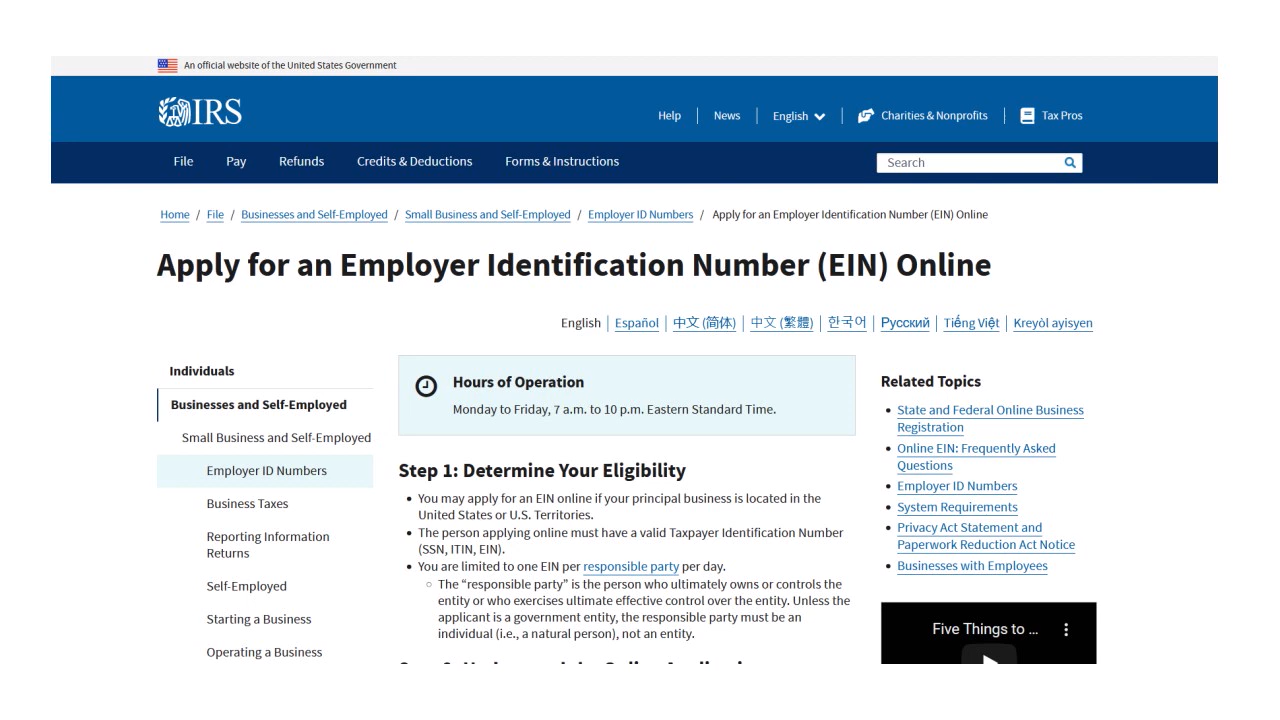 An official website of the United States Government
IRS
Help
News
English
Charities & Nonprofits
Tax Pros
File
Pay
Refunds
Credits & Deductions
Forms & Instructions
Search
Home / File / Businesses and Self-Employed / Small Business and Self-Employed / Employer ID Numbers / Apply for an Employer Identification Number (EIN) Online
Apply for an Employer Identification Number (EIN) Online
English | Español | 中文 (简体) | 中文 (繁體) | 한국어 | Русский | Tiếng Việt | Kreyòl ayisyen
Individuals
Businesses and Self-Employed
Small Business and Self-Employed
Employer ID Numbers
Business Taxes
Reporting Information
Returns
Self-Employed
Starting a Business
Operating a Business
Hours of Operation
Monday to Friday, 7 a.m. to 10 p.m. Eastern Standard Time.
Step 1: Determine Your Eligibility
You may apply for an EIN online if your principal business is located in the
United States or U.S. Territories.
The person applying online must have a valid Taxpayer Identification Number
(SSN, ITIN, EIN).
You are limited to one EIN per responsible party per day.
The “responsible party” is the person who ultimately owns or controls the
entity or who exercises ultimate effective control over the entity. Unless the
applicant is a government entity, the responsible party must be an
individual (i.e., a natural person), not an entity.
Related Topics
State and Federal Online Business
Registration
Online EIN: Frequently Asked
Questions
Employer ID Numbers
System Requirements
Privacy Act Statement and
Paperwork Reduction Act Notice
Businesses with Employees
Five Things to ...